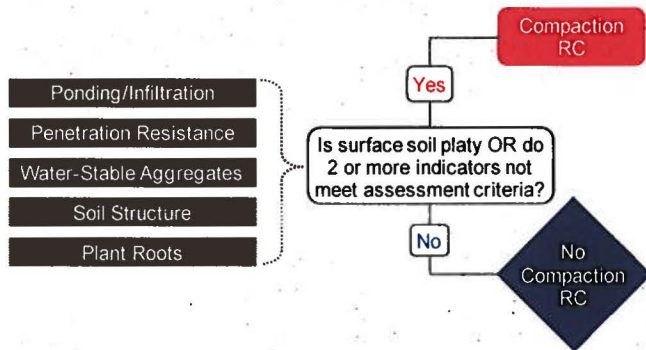 Compaction
RC
Yes
Ponding/Infiltration
Penetration Resistance
Water-Stable Aggregates
Soil Structure
Plant Roots
Is surface soil platy OR do
2 or more indicators not
meet assessment criteria?
No
No
Compaction
RC